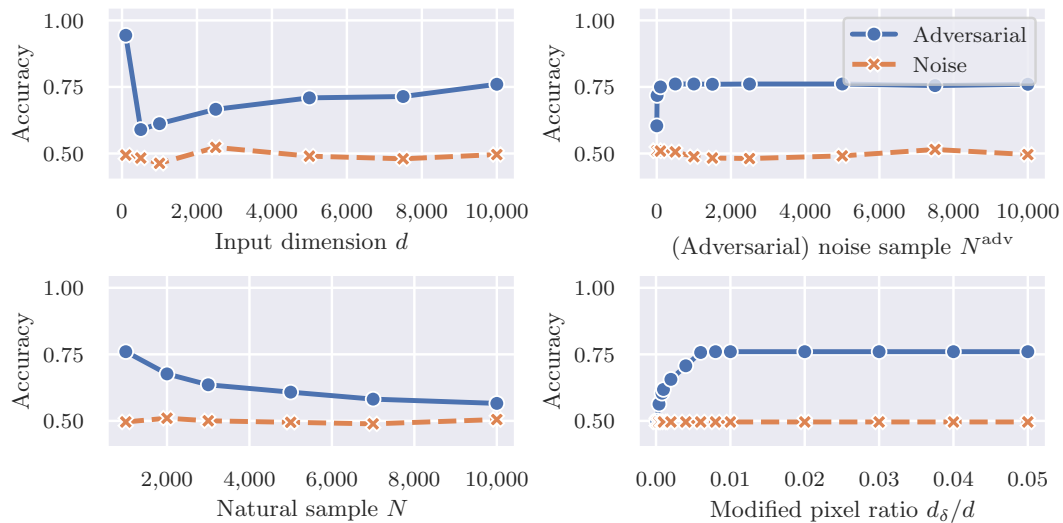 1.00
0.75
0.50
Accuracy
0 2,000 4,000 6,000 8,000 10,000
Input dimension d
1.00
0.75
0.50
Accuracy
Adversarial
Noise
0 2,000 4,000 6,000 8,000 10,000
(Adversarial) noise sample N^adv
1.00
0.75
0.50
Accuracy
2,000 4,000 6,000 8,000 10,000
Natural sample N
1.00
0.75
0.50
Accuracy
0.00 0.01 0.02 0.03 0.04 0.05
Modified pixel ratio d_δ/d